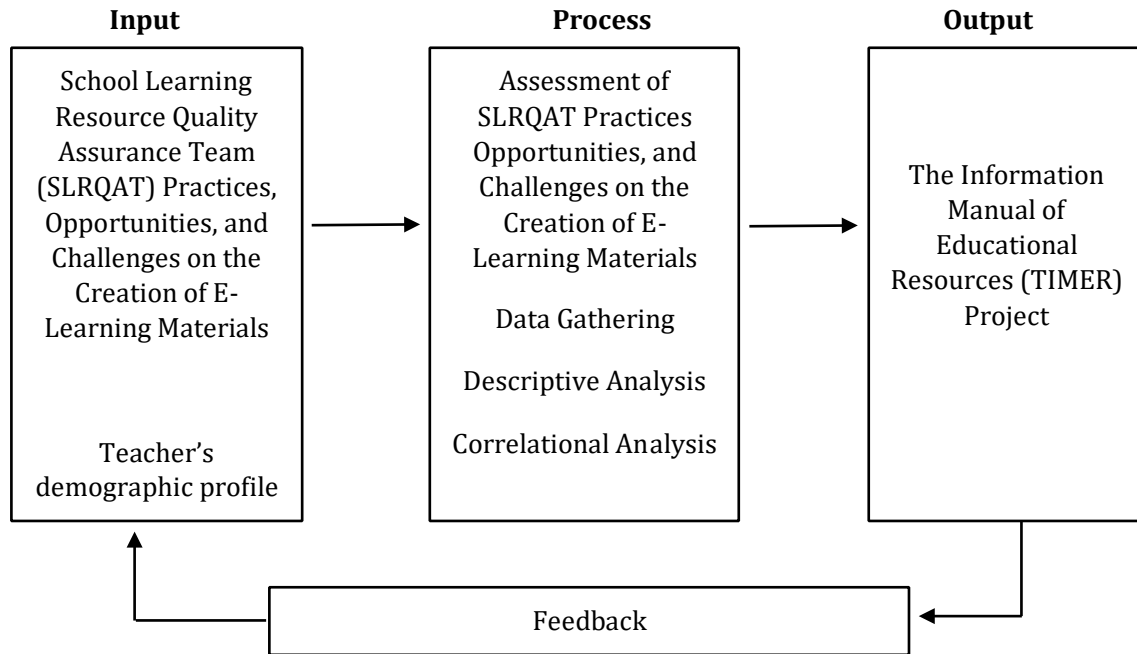 Input
School Learning
Resource Quality
Assurance Team
(SLRQAT) Practices,
Opportunities, and
Challenges on the
Creation of E-
Learning Materials
Teacher’s
demographic profile
Process
Assessment of
SLRQAT Practices
Opportunities, and
Challenges on the
Creation of E-
Learning Materials
Data Gathering
Descriptive Analysis
Correlational Analysis
Output
The Information
Manual of
Educational
Resources (TIMER)
Project
Feedback